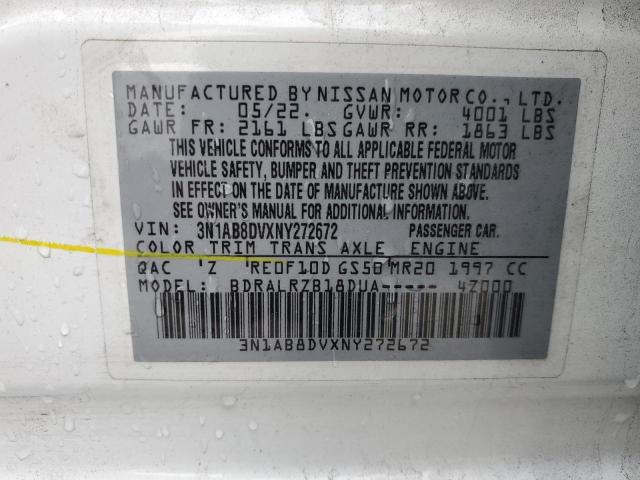 MANUFACTURED BY NISSAN MOTOR CO., LTD.
DATE: 05/22. GVWR: 4001 LBS
GAWR FR: 2161 LBS GAWR RR: 1863 LBS
THIS VEHICLE CONFORMS TO ALL APPLICABLE FEDERAL MOTOR
VEHICLE SAFETY, BUMPER AND THEFT PREVENTION STANDARDS
IN EFFECT ON THE DATE OF MANUFACTURE SHOWN ABOVE.
SEE OWNER'S MANUAL FOR ADDITIONAL INFORMATION.
VIN: 3N1AB8DVXNY272672 PASSENGER CAR.
COLOR TRIM TRANS AXLE ENGINE
QAC 'Z 'RE0F10D GS58'MR20 1997 CC
MODEL: BDRALRZB18DUA----- 4Z000
3N1AB8DVXNY272672